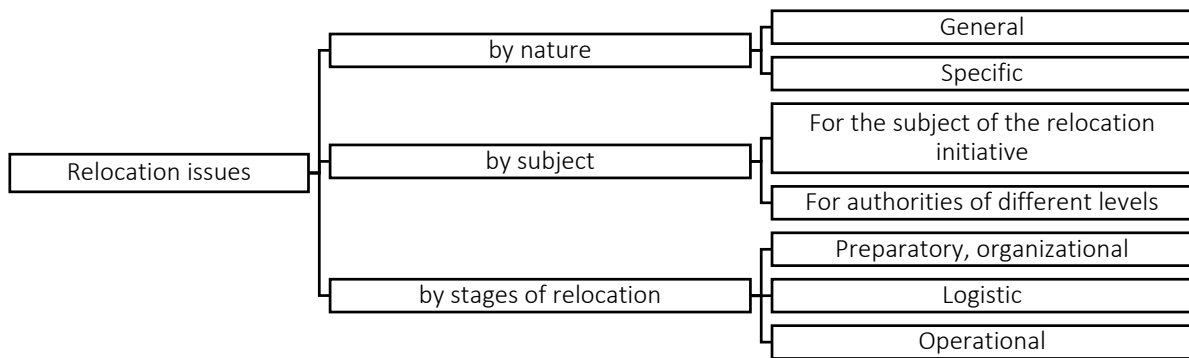 Relocation issues
by nature
General
Specific
by subject
For the subject of the relocation
initiative
For authorities of different levels
by stages of relocation
Preparatory, organizational
Logistic
Operational